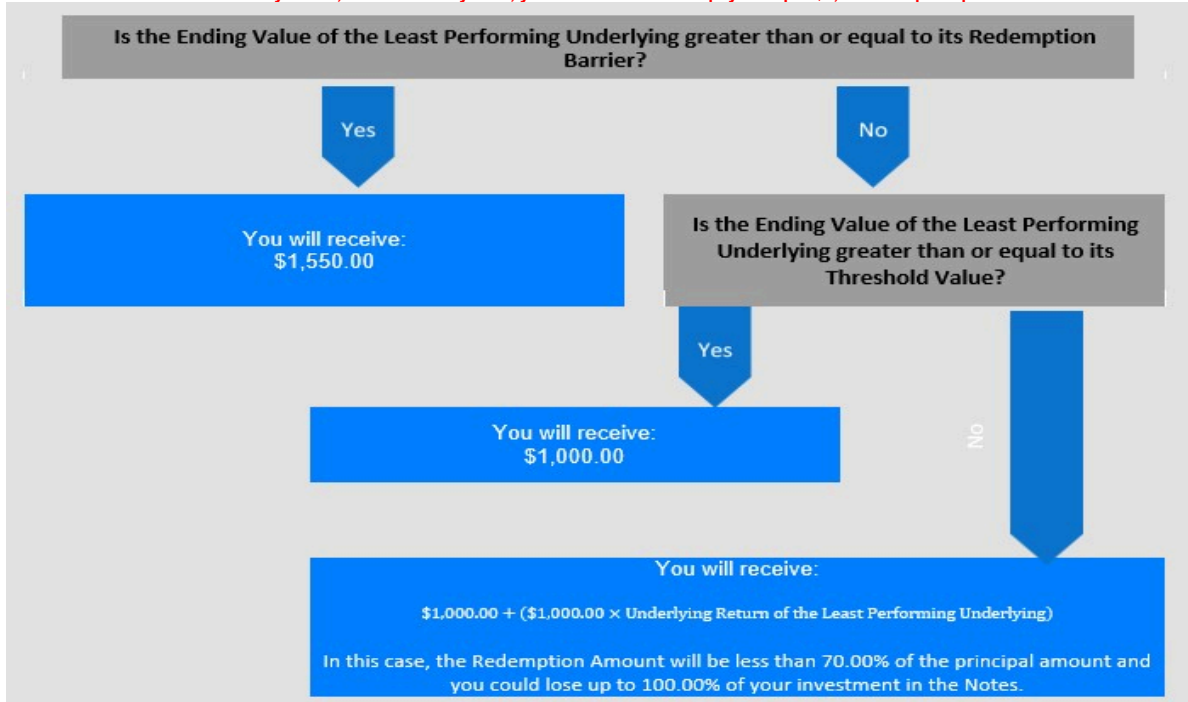 Is the Ending Value of the Least Performing Underlying greater than or equal to its Redemption
Barrier?
Yes
No
You will receive:
$1,550.00
Is the Ending Value of the Least Performing
Underlying greater than or equal to its
Threshold Value?
Yes
No
You will receive:
$1,000.00
You will receive:
$1,000.00 + ($1,000.00 × Underlying Return of the Least Performing Underlying)
In this case, the Redemption Amount will be less than 70.00% of the principal amount and
you could lose up to 100.00% of your investment in the Notes.